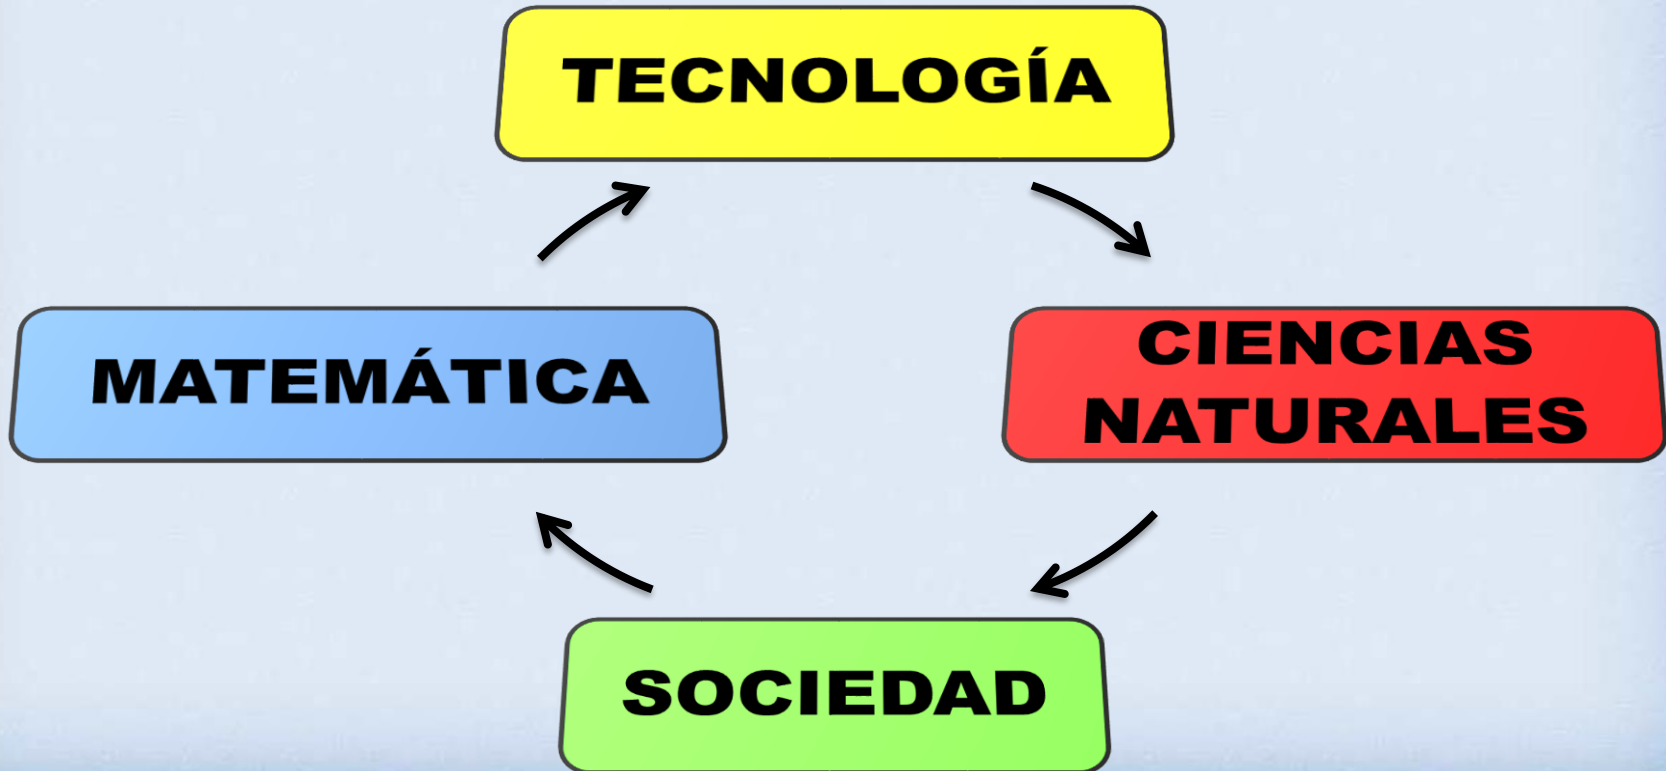 TECNOLOGÍA
MATEMÁTICA
CIENCIAS
NATURALES
SOCIEDAD